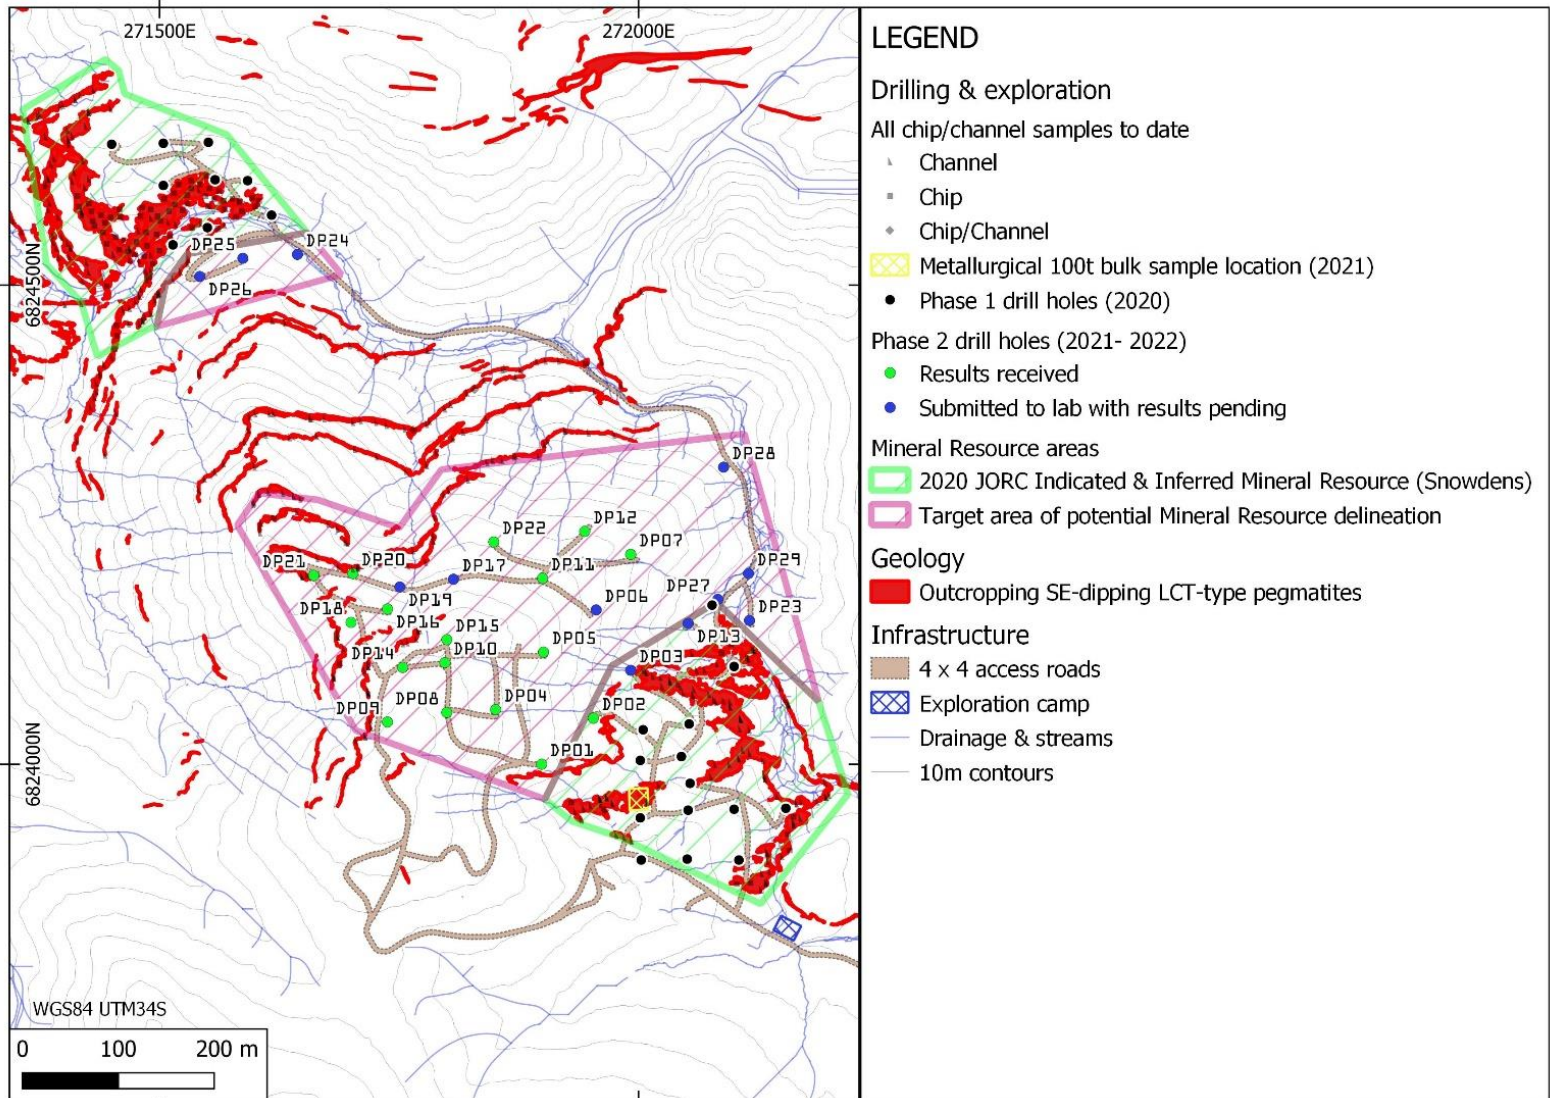 271500E
272000E
6824500N
6824000N
DP25
DP24
DP26
DP28
DP12
DP22
DP07
DP21
DP20
DP17
DP11
DP29
DP27
DP19
DP06
DP18
DP23
DP16
DP15
DP13
DP05
DP14
DP10
DP03
DP08
DP04
DP09
DP02
DP01
WGS84 UTM34S
0 100 200 m
LEGEND
Drilling & exploration
All chip/channel samples to date
Channel
Chip
Chip/Channel
Metallurgical 100t bulk sample location (2021)
Phase 1 drill holes (2020)
Phase 2 drill holes (2021- 2022)
Results received
Submitted to lab with results pending
Mineral Resource areas
2020 JORC Indicated & Inferred Mineral Resource (Snowdens)
Target area of potential Mineral Resource delineation
Geology
Outcropping SE-dipping LCT-type pegmatites
Infrastructure
4 x 4 access roads
Exploration camp
Drainage & streams
10m contours